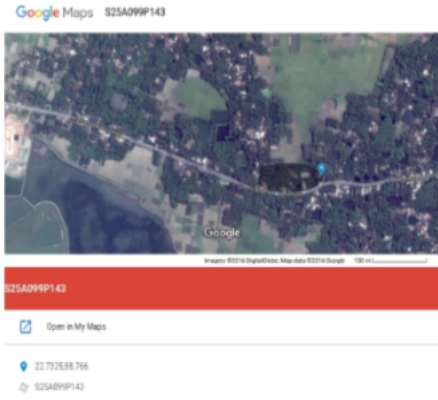 Google Maps S25A099P143
Google
Imagery ©2016 DigitalGlobe, Map data ©2016 Google 100 m
S25A099P143
Open in My Maps
22.7325,88.766
S25A099P143